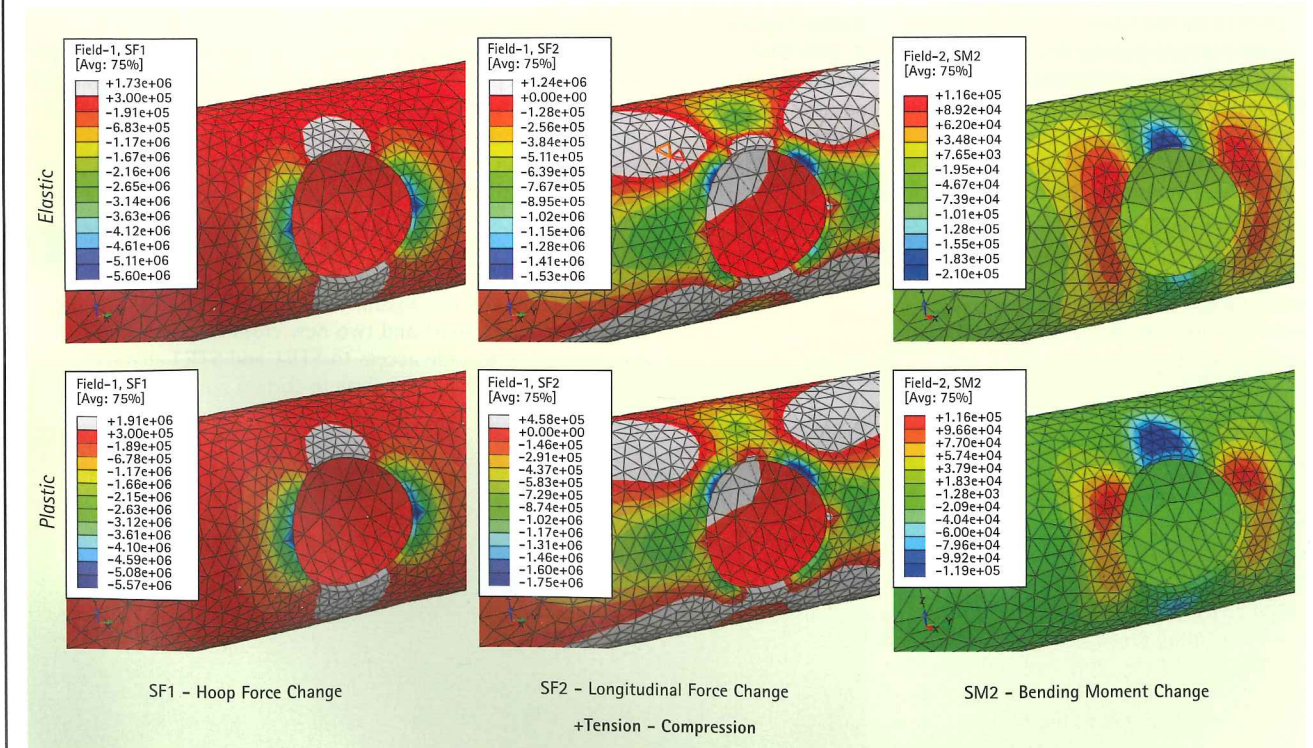 Elastic
Field-1, SF1
[Avg: 75%]
+1.73e+06
+3.00e+05
-1.91e+05
-6.83e+05
-1.17e+06
-1.67e+06
-2.16e+06
-2.65e+06
-3.14e+06
-3.63e+06
-4.12e+06
-4.61e+06
-5.11e+06
-5.60e+06
Field-1, SF2
[Avg: 75%]
+1.24e+06
+0.00e+00
-1.28e+05
-2.56e+05
-3.84e+05
-5.11e+05
-6.39e+05
-7.67e+05
-8.95e+05
-1.02e+06
-1.15e+06
-1.28e+06
-1.41e+06
-1.53e+06
Field-2, SM2
[Avg: 75%]
+1.16e+05
+8.92e+04
+6.20e+04
+3.48e+04
+7.65e+03
-1.95e+04
-4.67e+04
-7.39e+04
-1.01e+05
-1.28e+05
-1.55e+05
-1.83e+05
-2.10e+05
Plastic
Field-1, SF1
[Avg: 75%]
+1.91e+06
+3.00e+05
-1.89e+05
-6.78e+05
-1.17e+06
-1.66e+06
-2.15e+06
-2.63e+06
-3.12e+06
-3.61e+06
-4.10e+06
-4.59e+06
-5.08e+06
-5.57e+06
Field-1, SF2
[Avg: 75%]
+4.58e+05
+0.00e+00
-1.46e+05
-2.91e+05
-4.37e+05
-5.83e+05
-7.29e+05
-8.74e+05
-1.02e+06
-1.17e+06
-1.31e+06
-1.46e+06
-1.60e+06
-1.75e+06
Field-2, SM2
[Avg: 75%]
+1.16e+05
+9.66e+04
+7.70e+04
+5.74e+04
+3.79e+04
+1.83e+04
-1.28e+03
-2.09e+04
-4.04e+04
-6.00e+04
-7.96e+04
-9.92e+04
-1.19e+05
SF1 - Hoop Force Change
SF2 - Longitudinal Force Change
SM2 - Bending Moment Change
+Tension - Compression